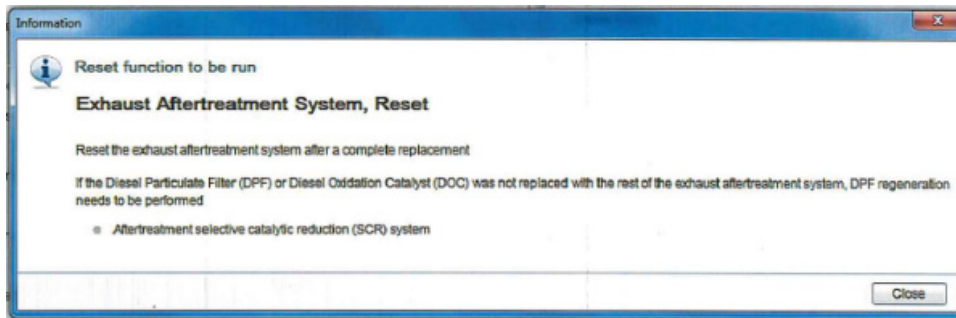 Information
Reset function to be run
Exhaust Aftertreatment System, Reset
Reset the exhaust aftertreatment system after a complete replacement
If the Diesel Particulate Filter (DPF) or Diesel Oxidation Catalyst (DOC) was not replaced with the rest of the exhaust aftertreatment system, DPF regeneration
needs to be performed
Aftertreatment selective catalytic reduction (SCR) system
Close